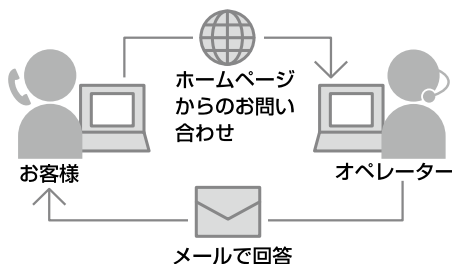 ホームページ
からのお問い
合わせ
お客様
オペレーター
メールで回答